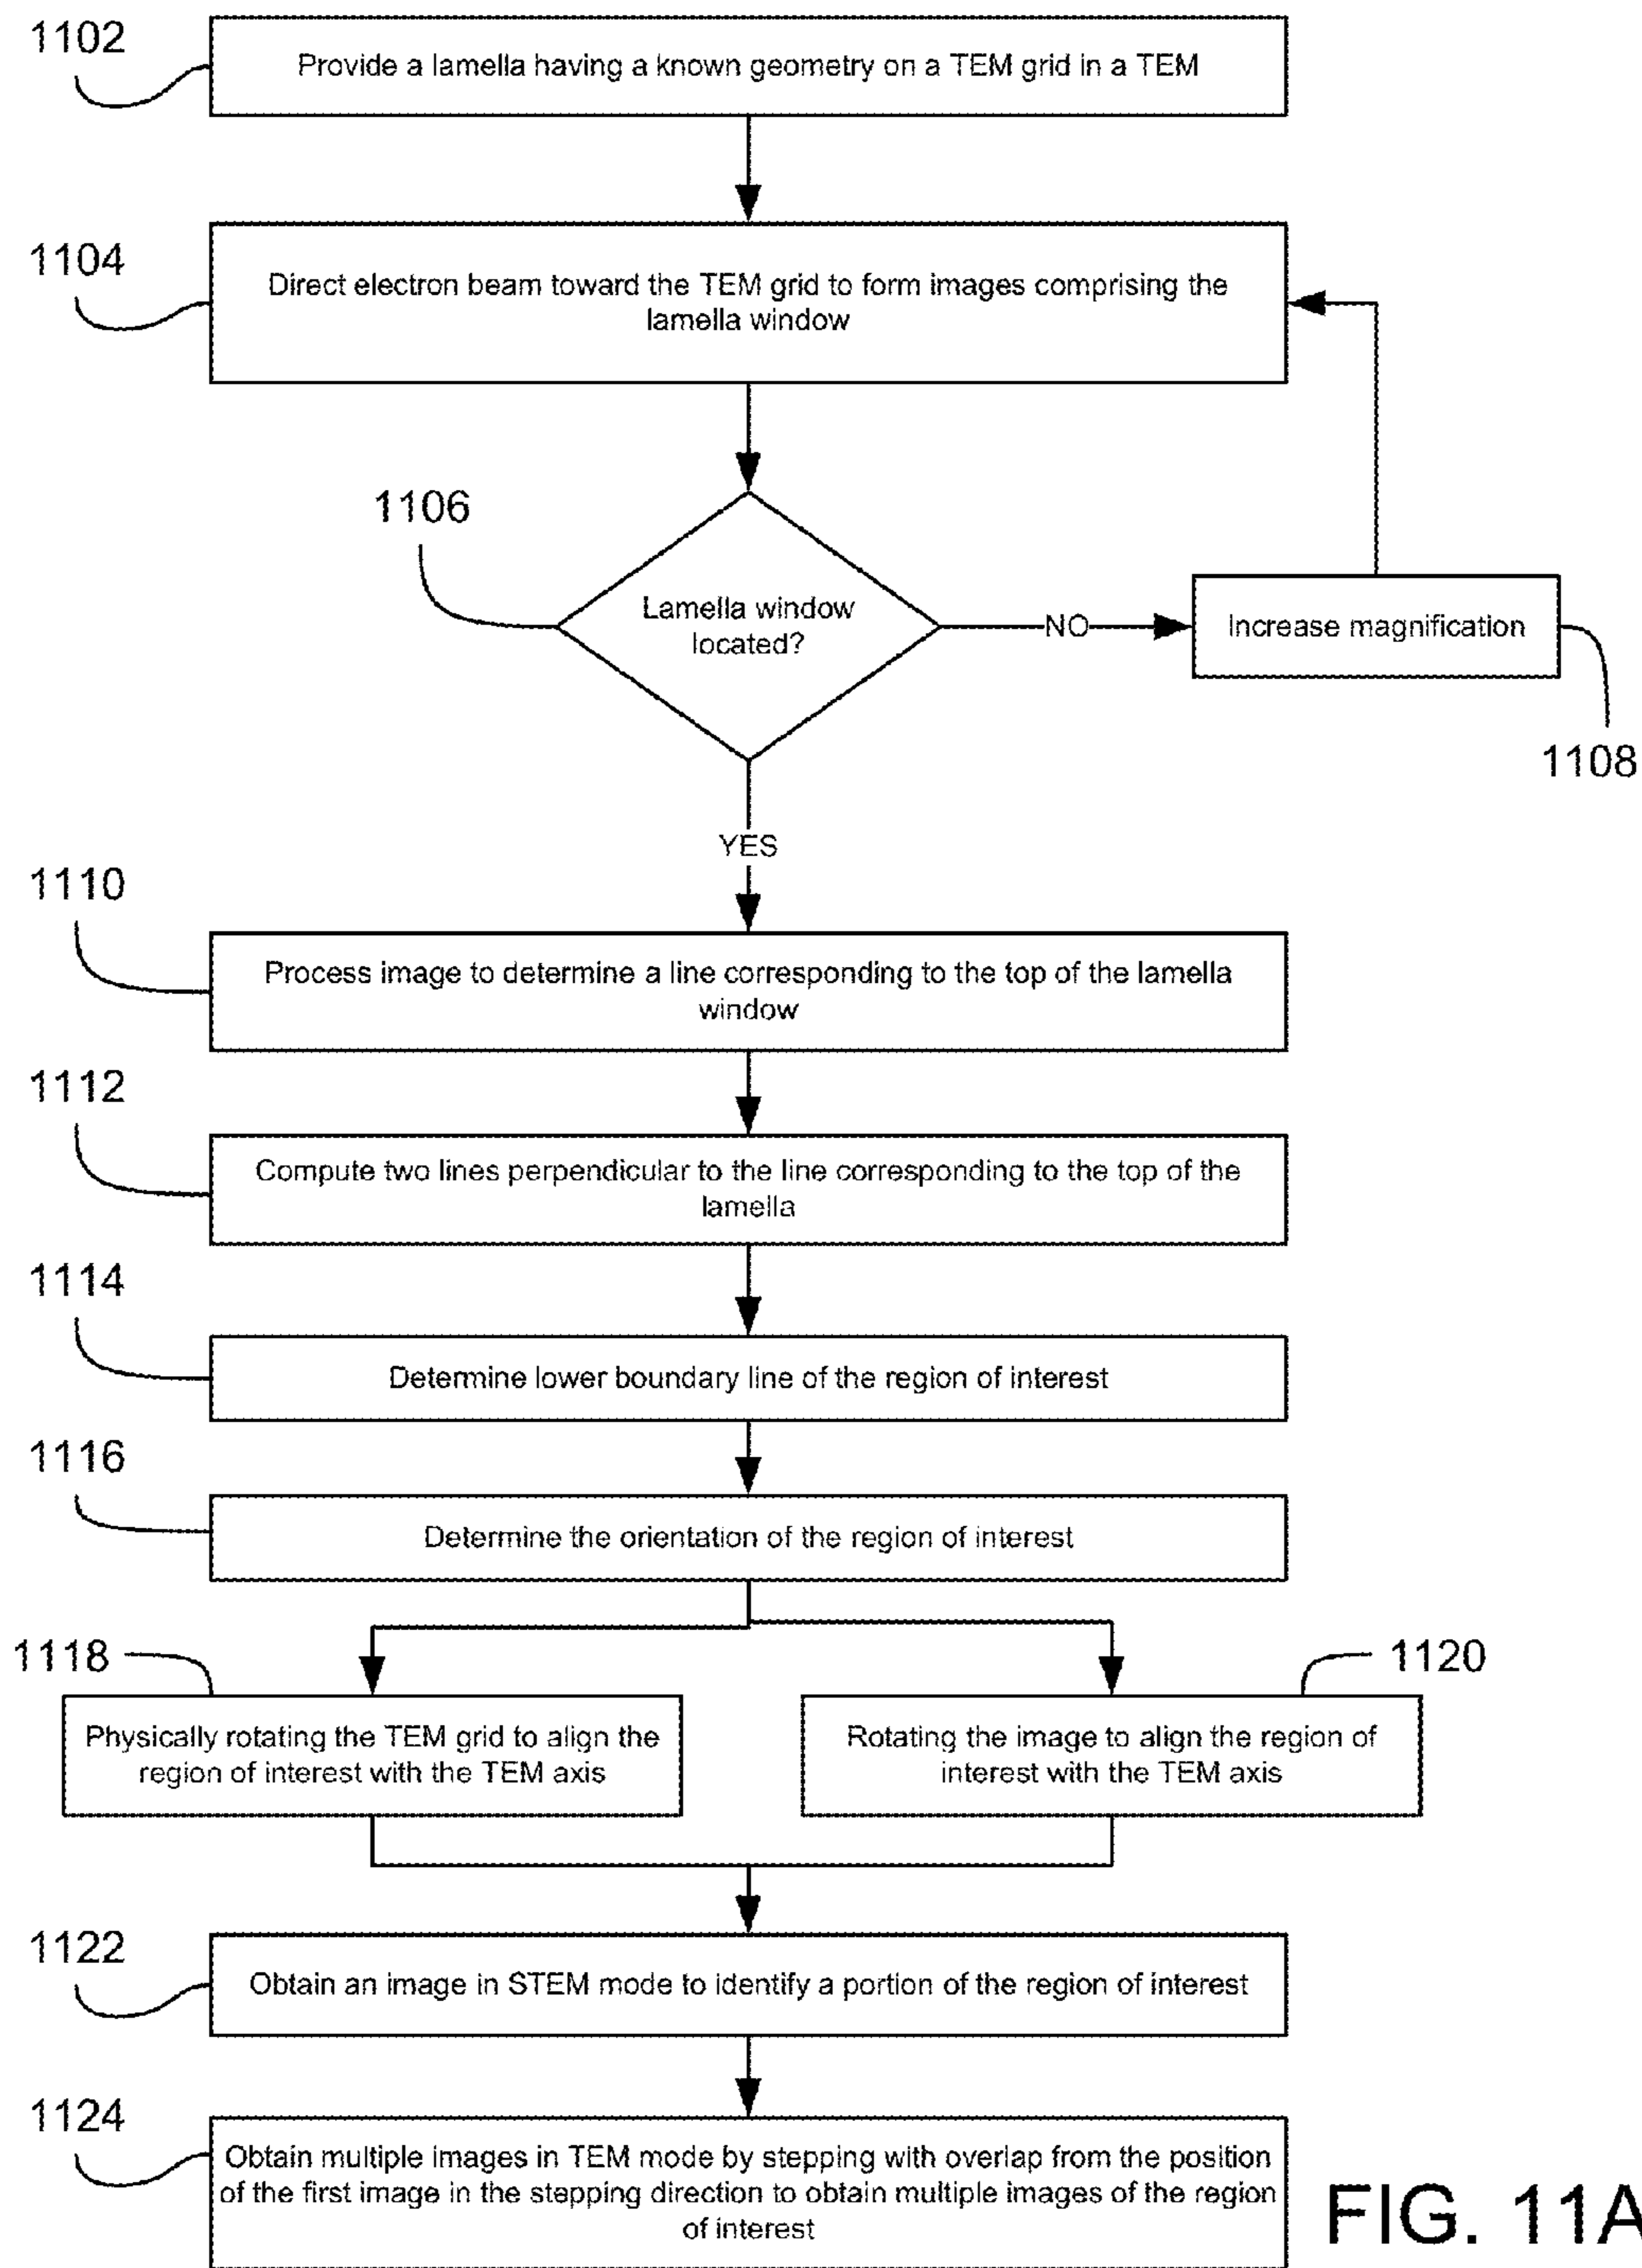 1102
Provide a lamella having a known geometry on a TEM grid in a TEM
1104
Direct electron beam toward the TEM grid to form images comprising the
lamella window
1106
Lamella window
located?
NO
Increase magnification
1108
YES
1110
Process image to determine a line corresponding to the top of the lamella
window
1112
Compute two lines perpendicular to the line corresponding to the top of the
lamella
1114
Determine lower boundary line of the region of interest
1116
Determine the orientation of the region of interest
1118
Physically rotating the TEM grid to align the
region of interest with the TEM axis
1120
Rotating the image to align the region of
interest with the TEM axis
1122
Obtain an image in STEM mode to identify a portion of the region of interest
1124
Obtain multiple images in TEM mode by stepping with overlap from the position
of the first image in the stepping direction to obtain multiple images of the region
of interest
FIG. 11A